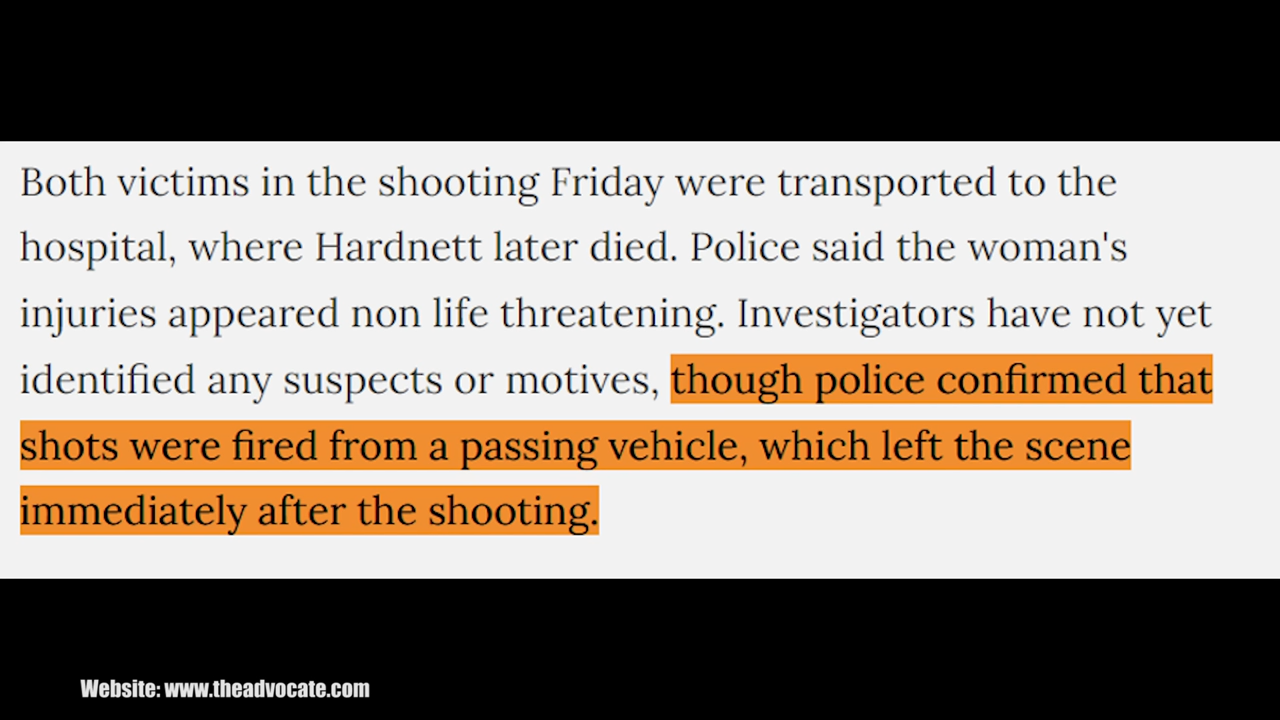 Both victims in the shooting Friday were transported to the
hospital, where Hardnett later died. Police said the woman's
injuries appeared non life threatening. Investigators have not yet
identified any suspects or motives, though police confirmed that
shots were fired from a passing vehicle, which left the scene
immediately after the shooting.
Website: www.theadvocate.com